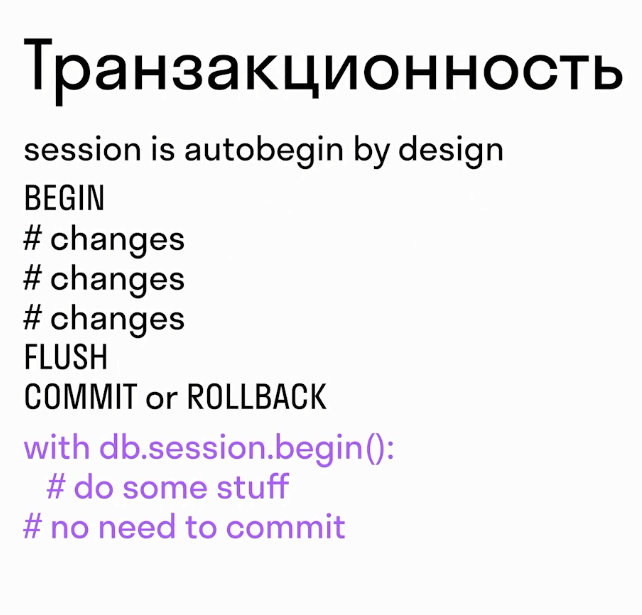 Транзакционность
session is autobegin by design
BEGIN
# changes
# changes
# changes
FLUSH
COMMIT or ROLLBACK
with db.session.begin():
# do some stuff
# no need to commit